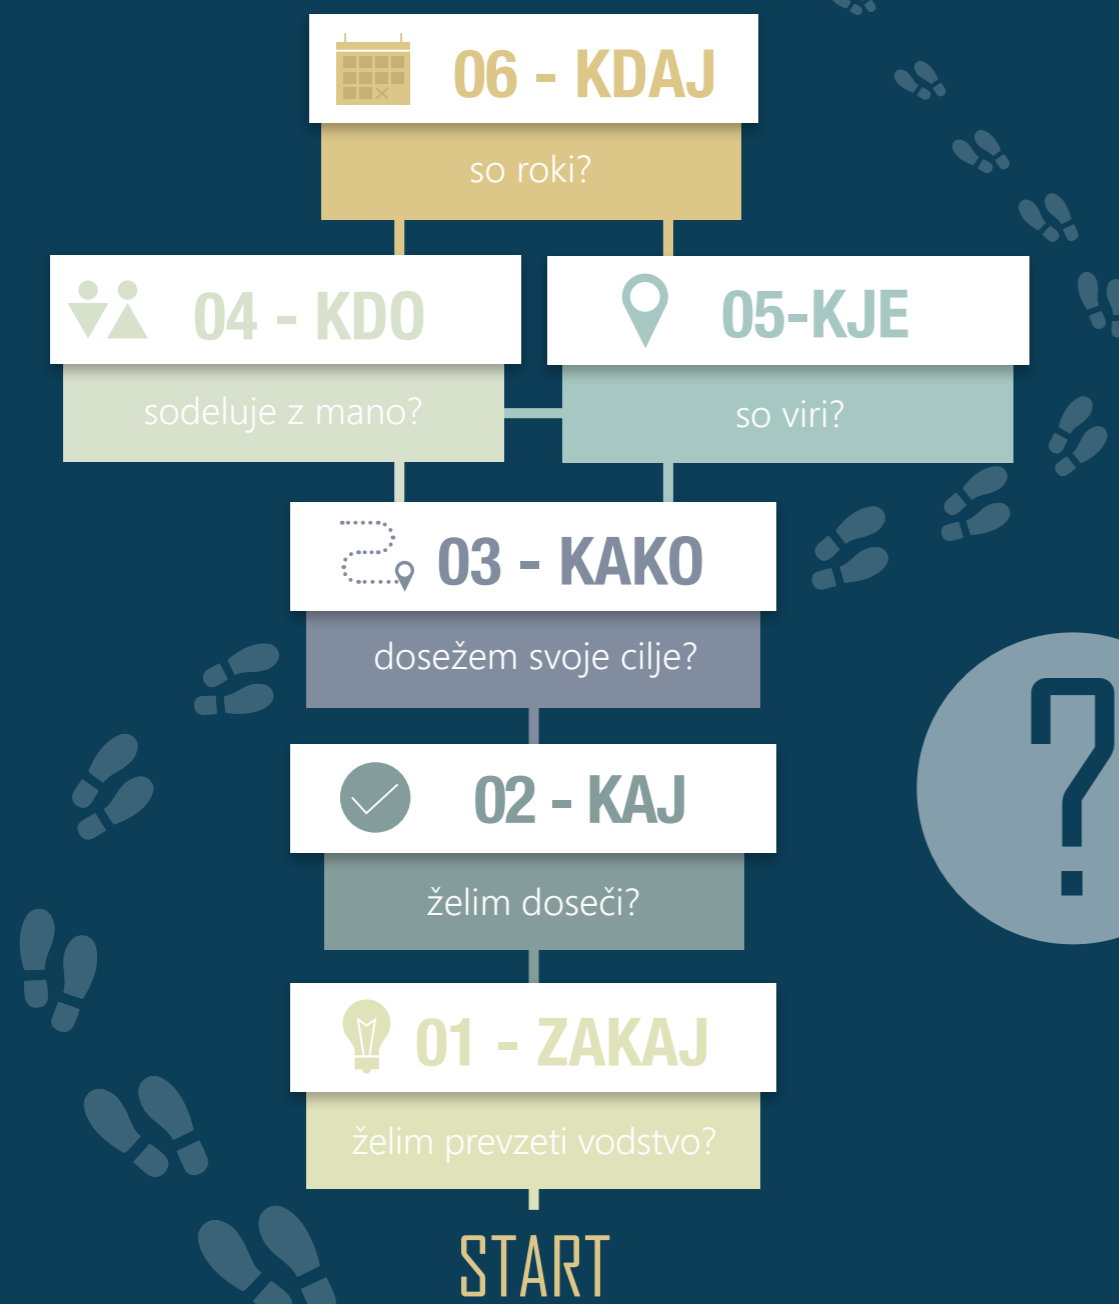 06 - KDAJ
so roki?
04 - KDO
sodeluje z mano?
05-KJE
so viri?
03 - KAKO
dosežem svoje cilje?
02 - KAJ
želim doseči?
01 - ZAKAJ
želim prevzeti vodstvo?
START
?